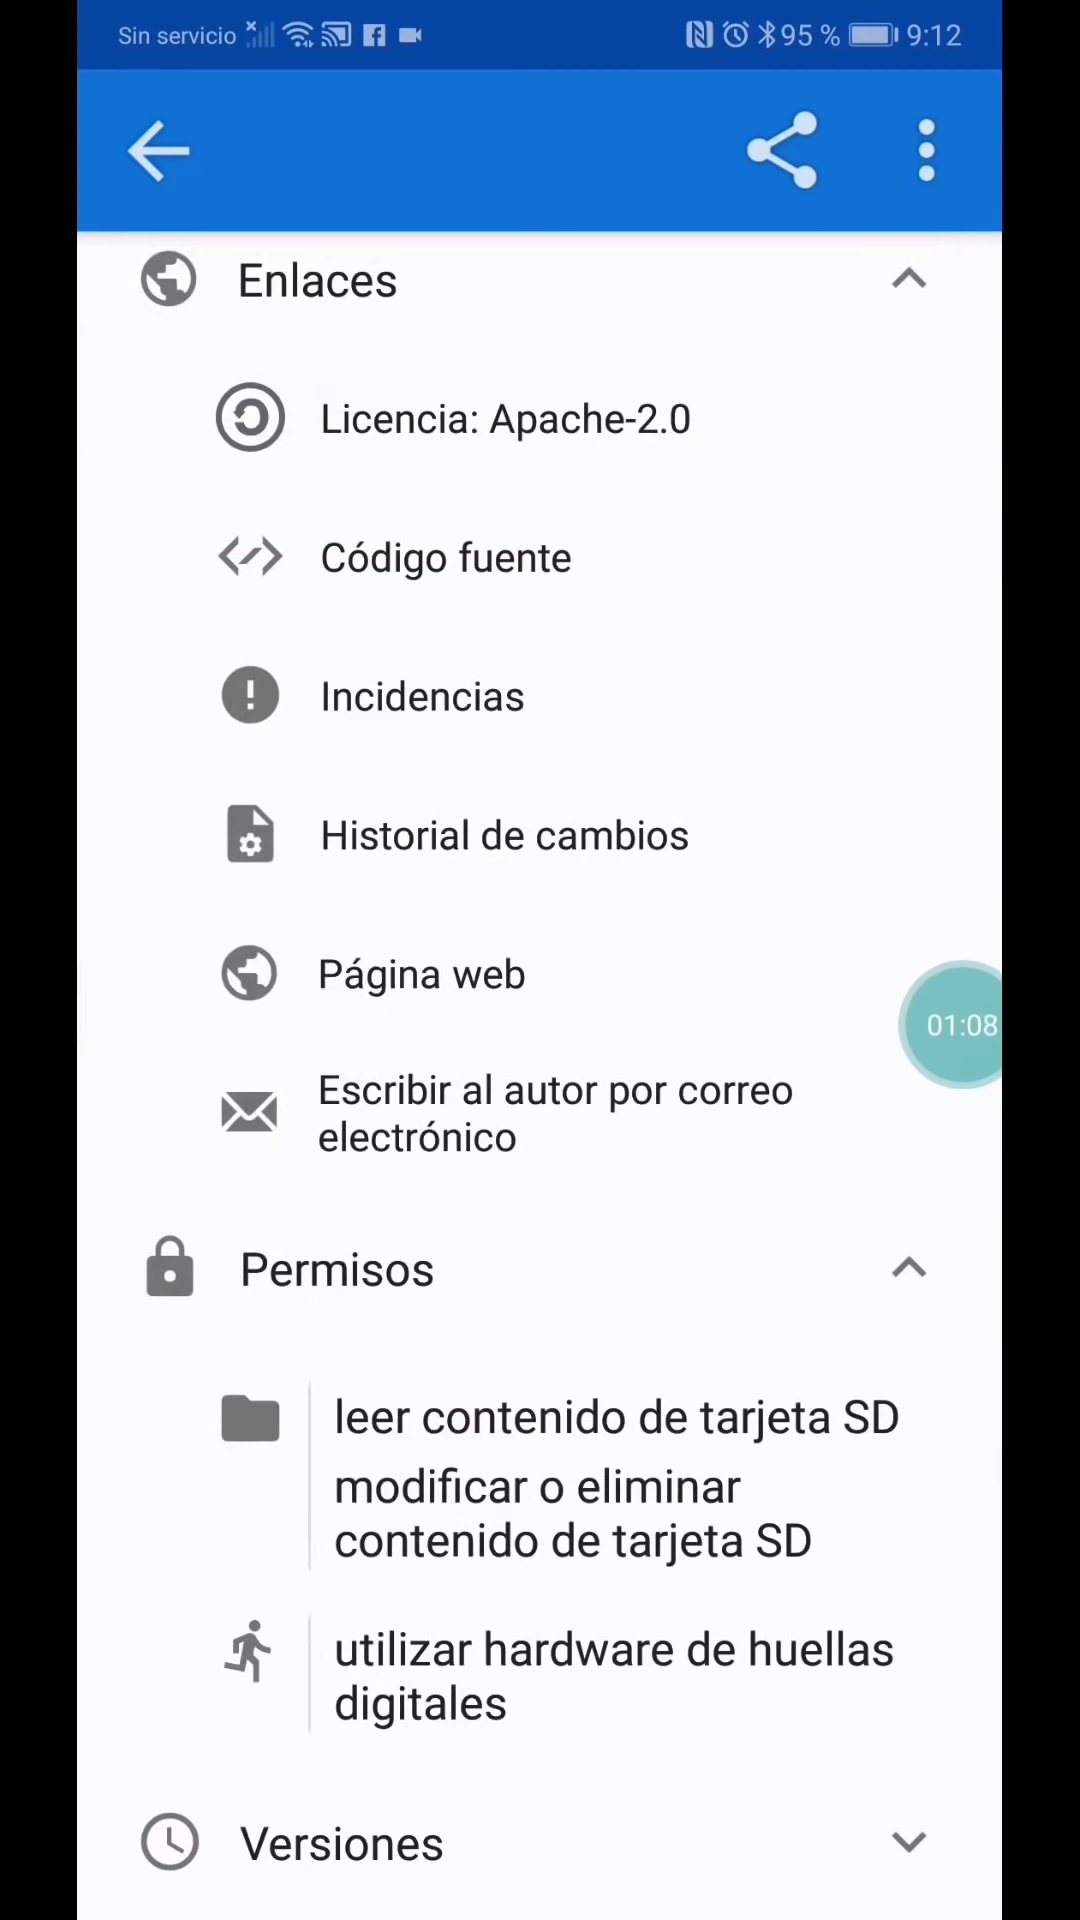 Sin servicio 95 % 9:12
Enlaces
Licencia: Apache-2.0
Código fuente
Incidencias
Historial de cambios
Página web
01:08
Escribir al autor por correo
electrónico
Permisos
leer contenido de tarjeta SD
modificar o eliminar
contenido de tarjeta SD
utilizar hardware de huellas
digitales
Versiones